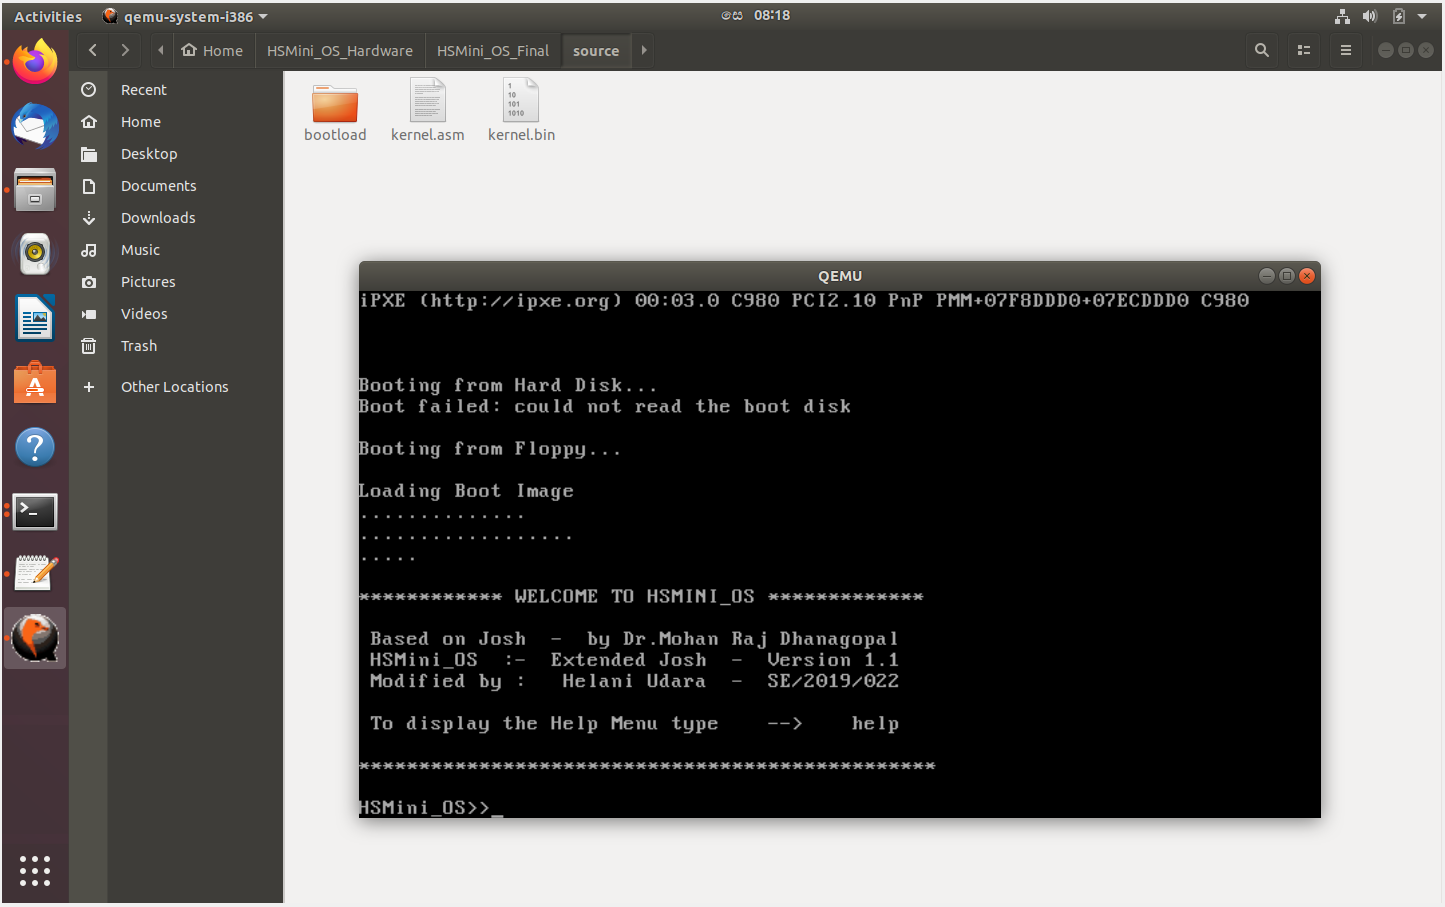 Activities qemu-system-i386 සෙ 08:18
Home HSMini_OS_Hardware HSMini_OS_Final source
Recent
Home
Desktop
Documents
Downloads
Music
Pictures
Videos
Trash
Other Locations
1
10
101
1010
bootload kernel.asm kernel.bin
QEMU
iPXE (http://ipxe.org) 00:03.0 C980 PCI2.10 PnP PMM+07F8DDD0+07ECDDD0 C980
Booting from Hard Disk...
Boot failed: could not read the boot disk
Booting from Floppy...
Loading Boot Image
..............
..................
.....
************ WELCOME TO HSMINI_OS *************
Based on Josh - by Dr.Mohan Raj Dhanagopal
HSMini_OS :- Extended Josh - Version 1.1
Modified by : Helani Udara - SE/2019/022
To display the Help Menu type --> help
************************************************
HSMini_OS>>_